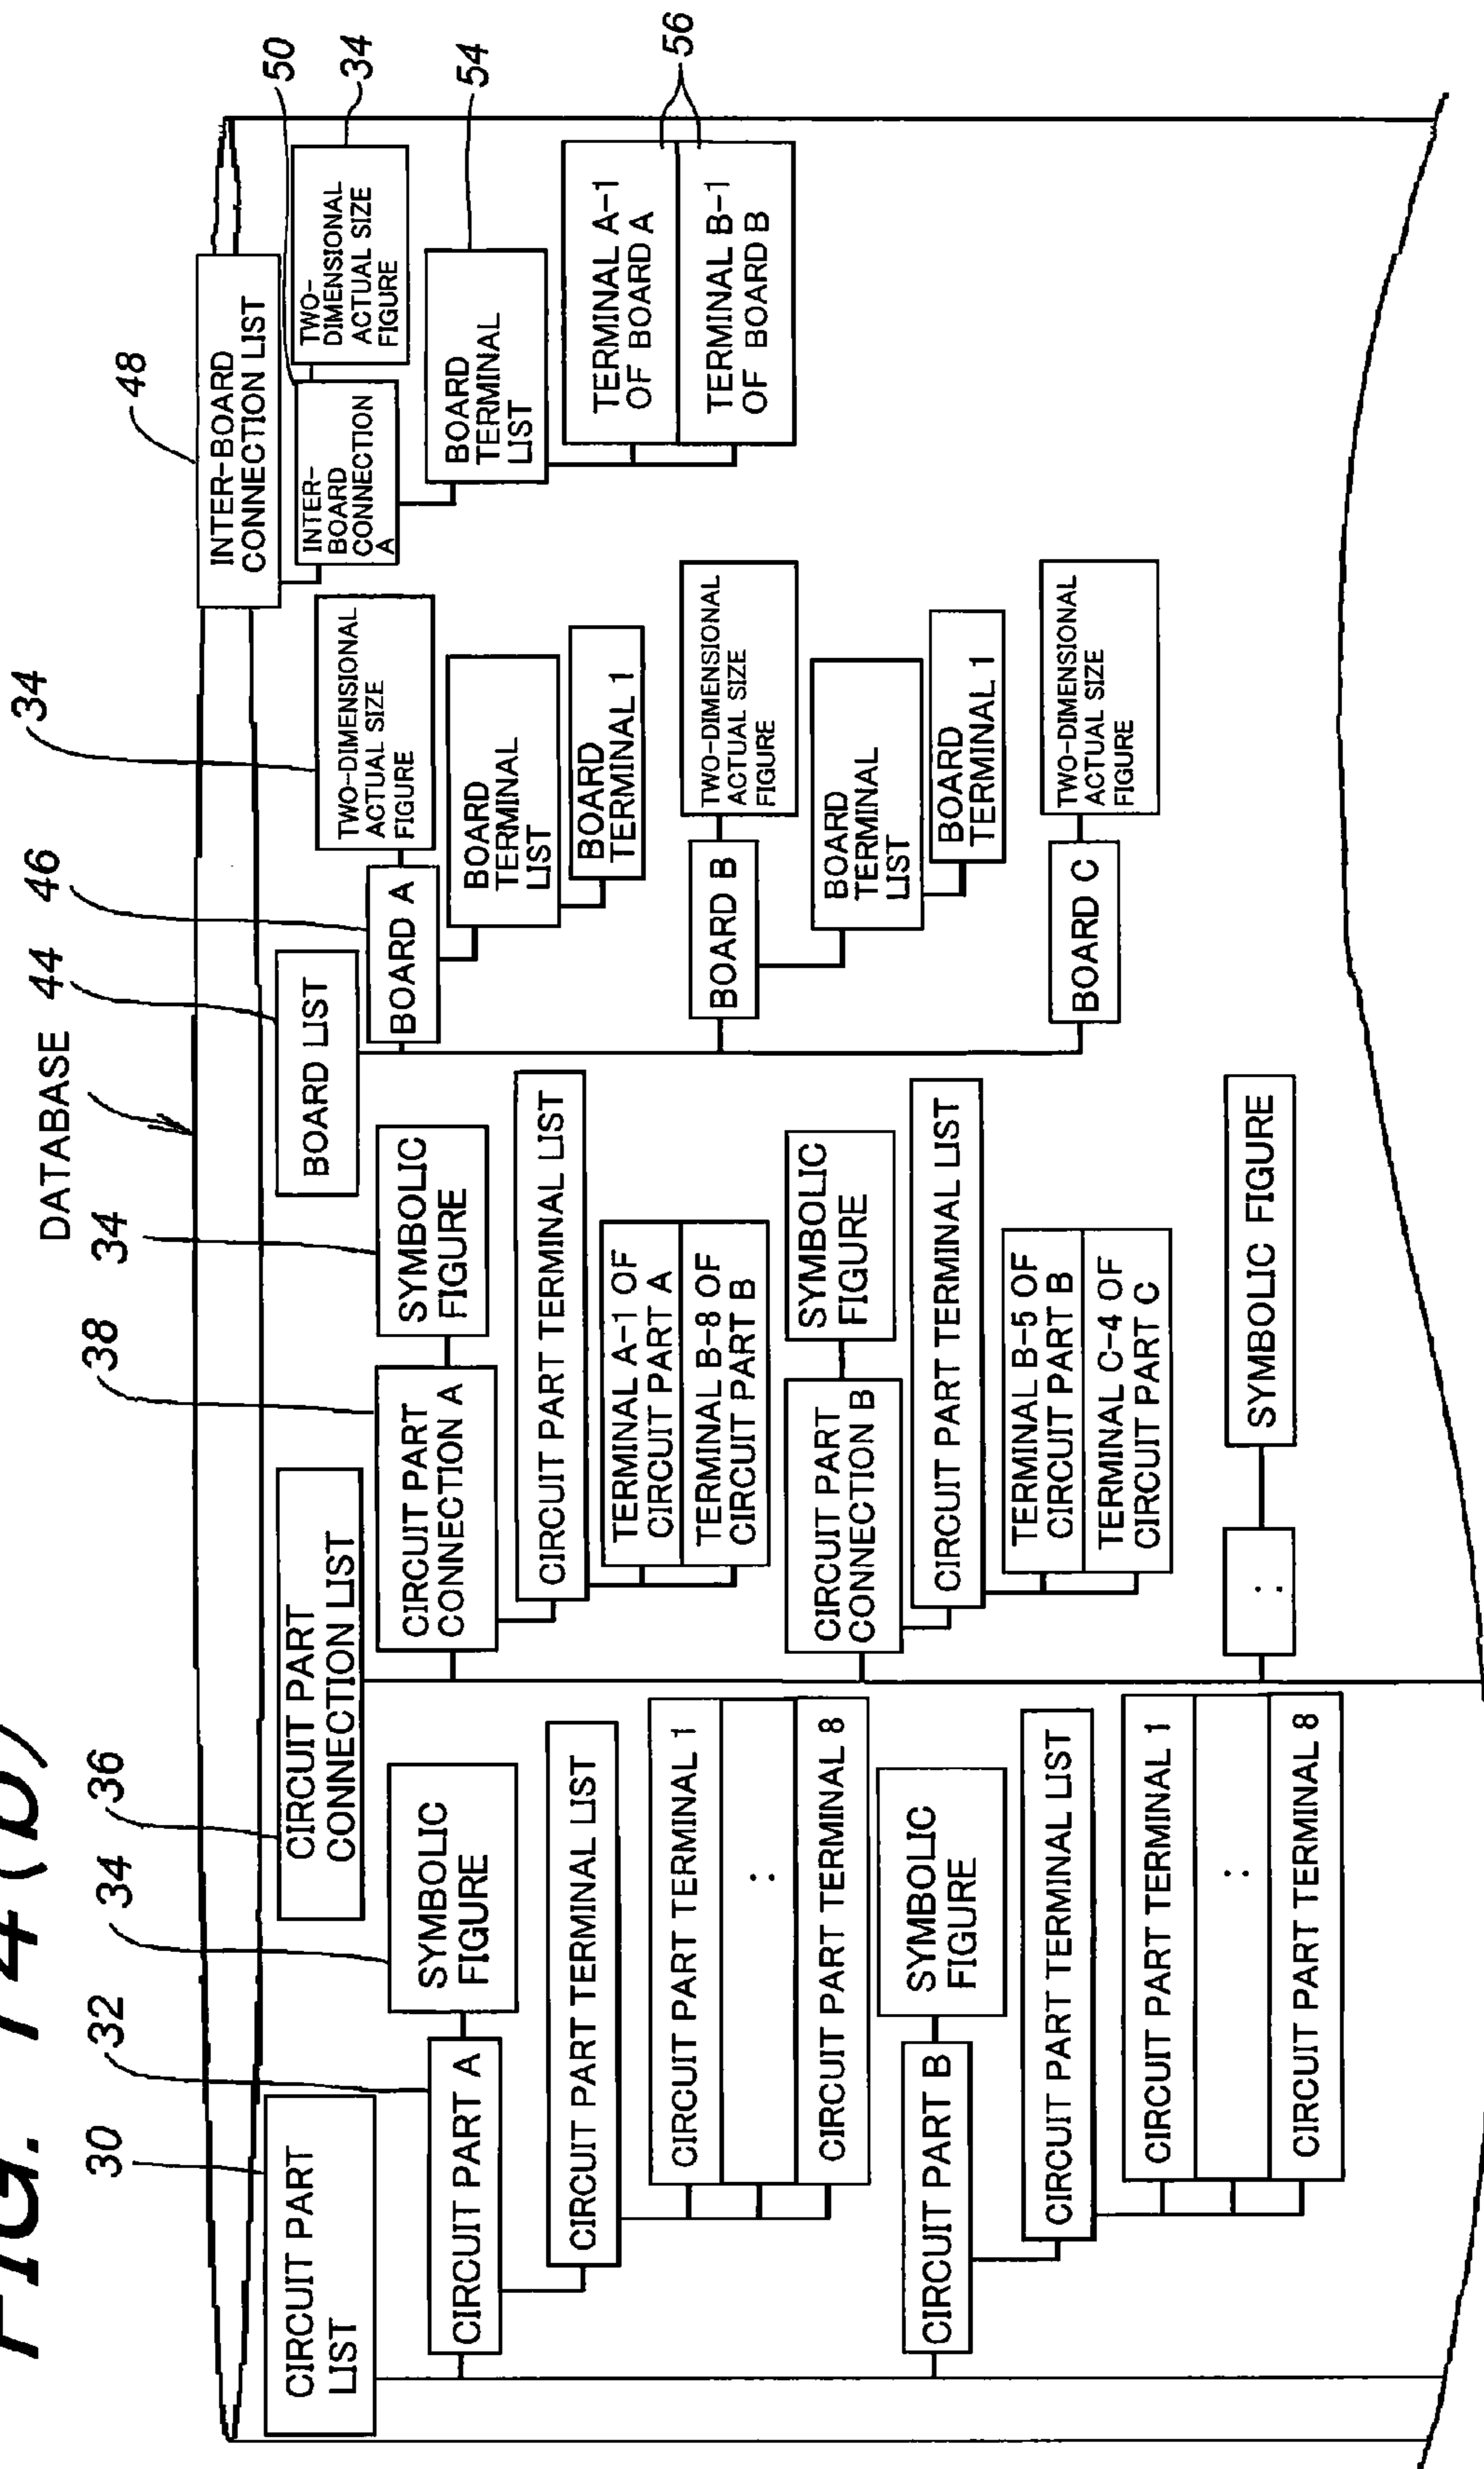 FIG. 14(b)
DATABASE
30
32
34
36
38
34
44
46
34
48
50
34
54
56
CIRCUIT PART
LIST
CIRCUIT PART A
SYMBOLIC
FIGURE
CIRCUIT PART TERMINAL LIST
CIRCUIT PART TERMINAL 1
:
CIRCUIT PART TERMINAL 8
CIRCUIT PART B
SYMBOLIC
FIGURE
CIRCUIT PART TERMINAL LIST
CIRCUIT PART TERMINAL 1
:
CIRCUIT PART TERMINAL 8
CIRCUIT PART
CONNECTION LIST
CIRCUIT PART
CONNECTION A
SYMBOLIC
FIGURE
CIRCUIT PART TERMINAL LIST
TERMINAL A-1 OF
CIRCUIT PART A
TERMINAL B-8 OF
CIRCUIT PART B
CIRCUIT PART
CONNECTION B
SYMBOLIC
FIGURE
CIRCUIT PART TERMINAL LIST
TERMINAL B-5 OF
CIRCUIT PART B
TERMINAL C-4 OF
CIRCUIT PART C
:
SYMBOLIC FIGURE
BOARD LIST
BOARD A
TWO-DIMENSIONAL
ACTUAL SIZE
FIGURE
BOARD
TERMINAL
LIST
BOARD
TERMINAL 1
BOARD B
TWO-DIMENSIONAL
ACTUAL SIZE
FIGURE
BOARD
TERMINAL
LIST
BOARD
TERMINAL 1
BOARD C
TWO-DIMENSIONAL
ACTUAL SIZE
FIGURE
INTER-BOARD
CONNECTION LIST
INTER-
BOARD
CONNECTION
A
TWO-
DIMENSIONAL
ACTUAL SIZE
FIGURE
BOARD
TERMINAL
LIST
TERMINAL A-1
OF BOARD A
TERMINAL B-1
OF BOARD B